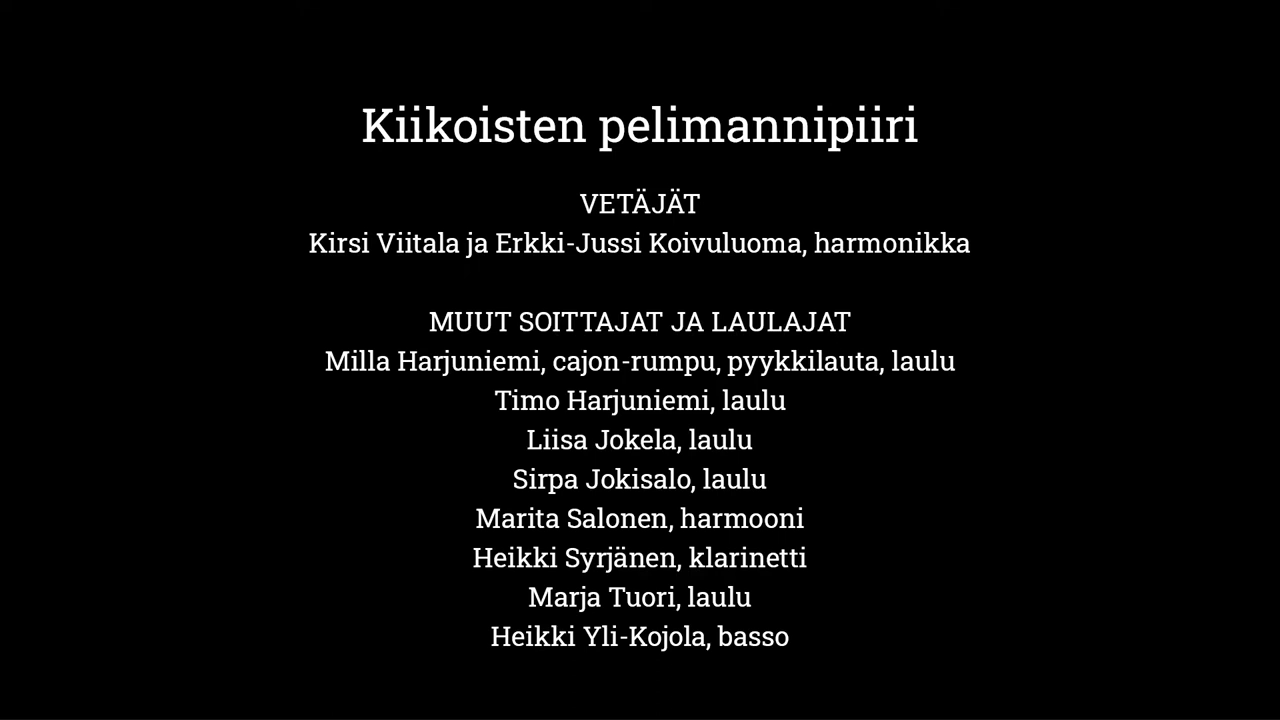 Kiikoisten pelimannipiiri
VETÄJÄT
Kirsi Viitala ja Erkki-Jussi Koivuluoma, harmonikka
MUUT SOITTAJAT JA LAULAJAT
Milla Harjuniemi, cajon-rumpu, pyykkilauta, laulu
Timo Harjuniemi, laulu
Liisa Jokela, laulu
Sirpa Jokisalo, laulu
Marita Salonen, harmooni
Heikki Syrjänen, klarinetti
Marja Tuori, laulu
Heikki Yli-Kojola, basso